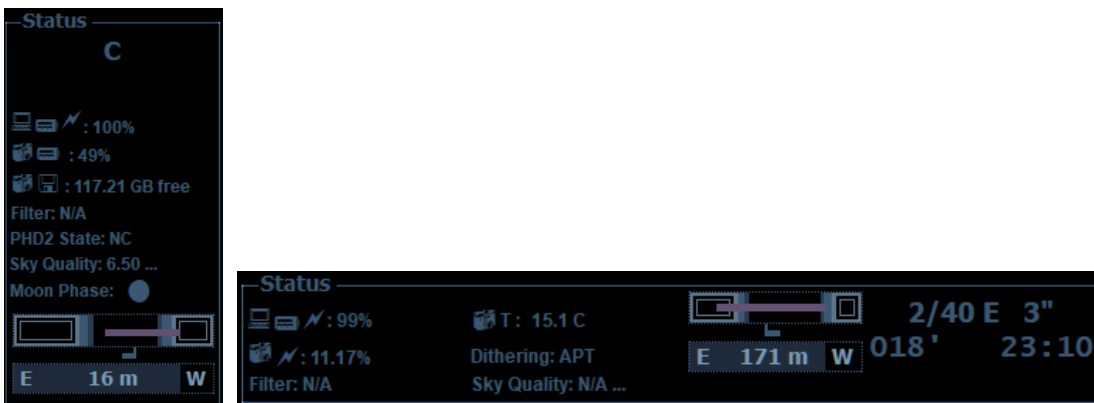 Status
C
: 100%
: 49%
: 117.21 GB free
Filter: N/A
PHD2 State: NC
Sky Quality: 6.50 ...
Moon Phase:
E 16 m W
Status
: 99%
: 11.17%
Filter: N/A
T: 15.1 C
Dithering: APT
Sky Quality: N/A ...
E 171 m W
2/40 E 3"
018' 23:10